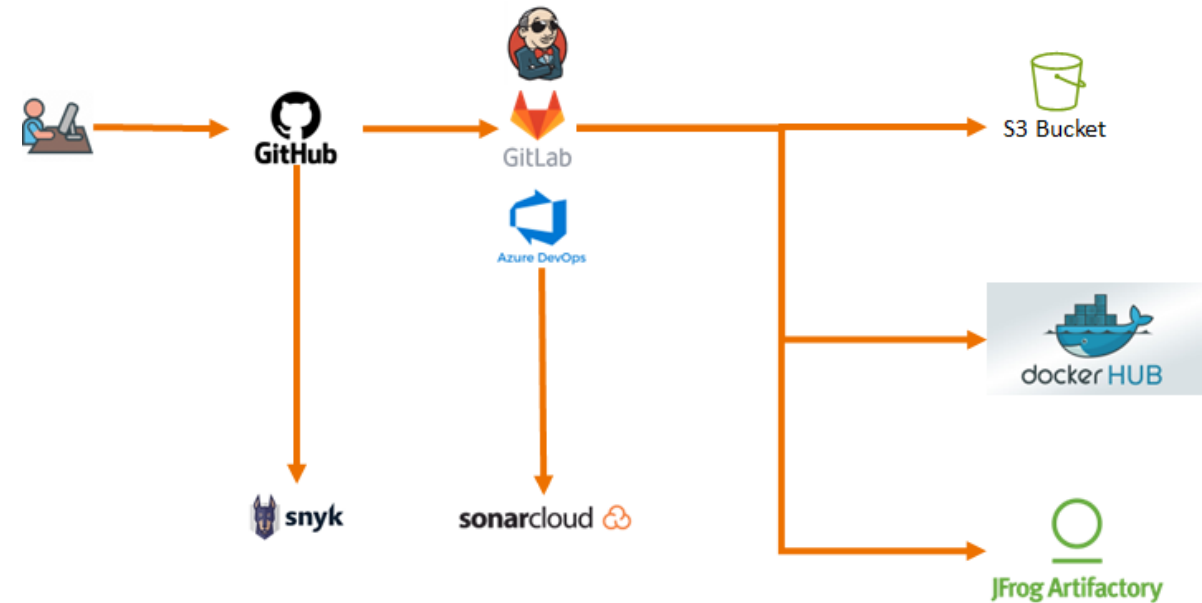 GitHub
GitLab
Azure DevOps
S3 Bucket
docker HUB
snyk
sonarcloud
JFrog Artifactory